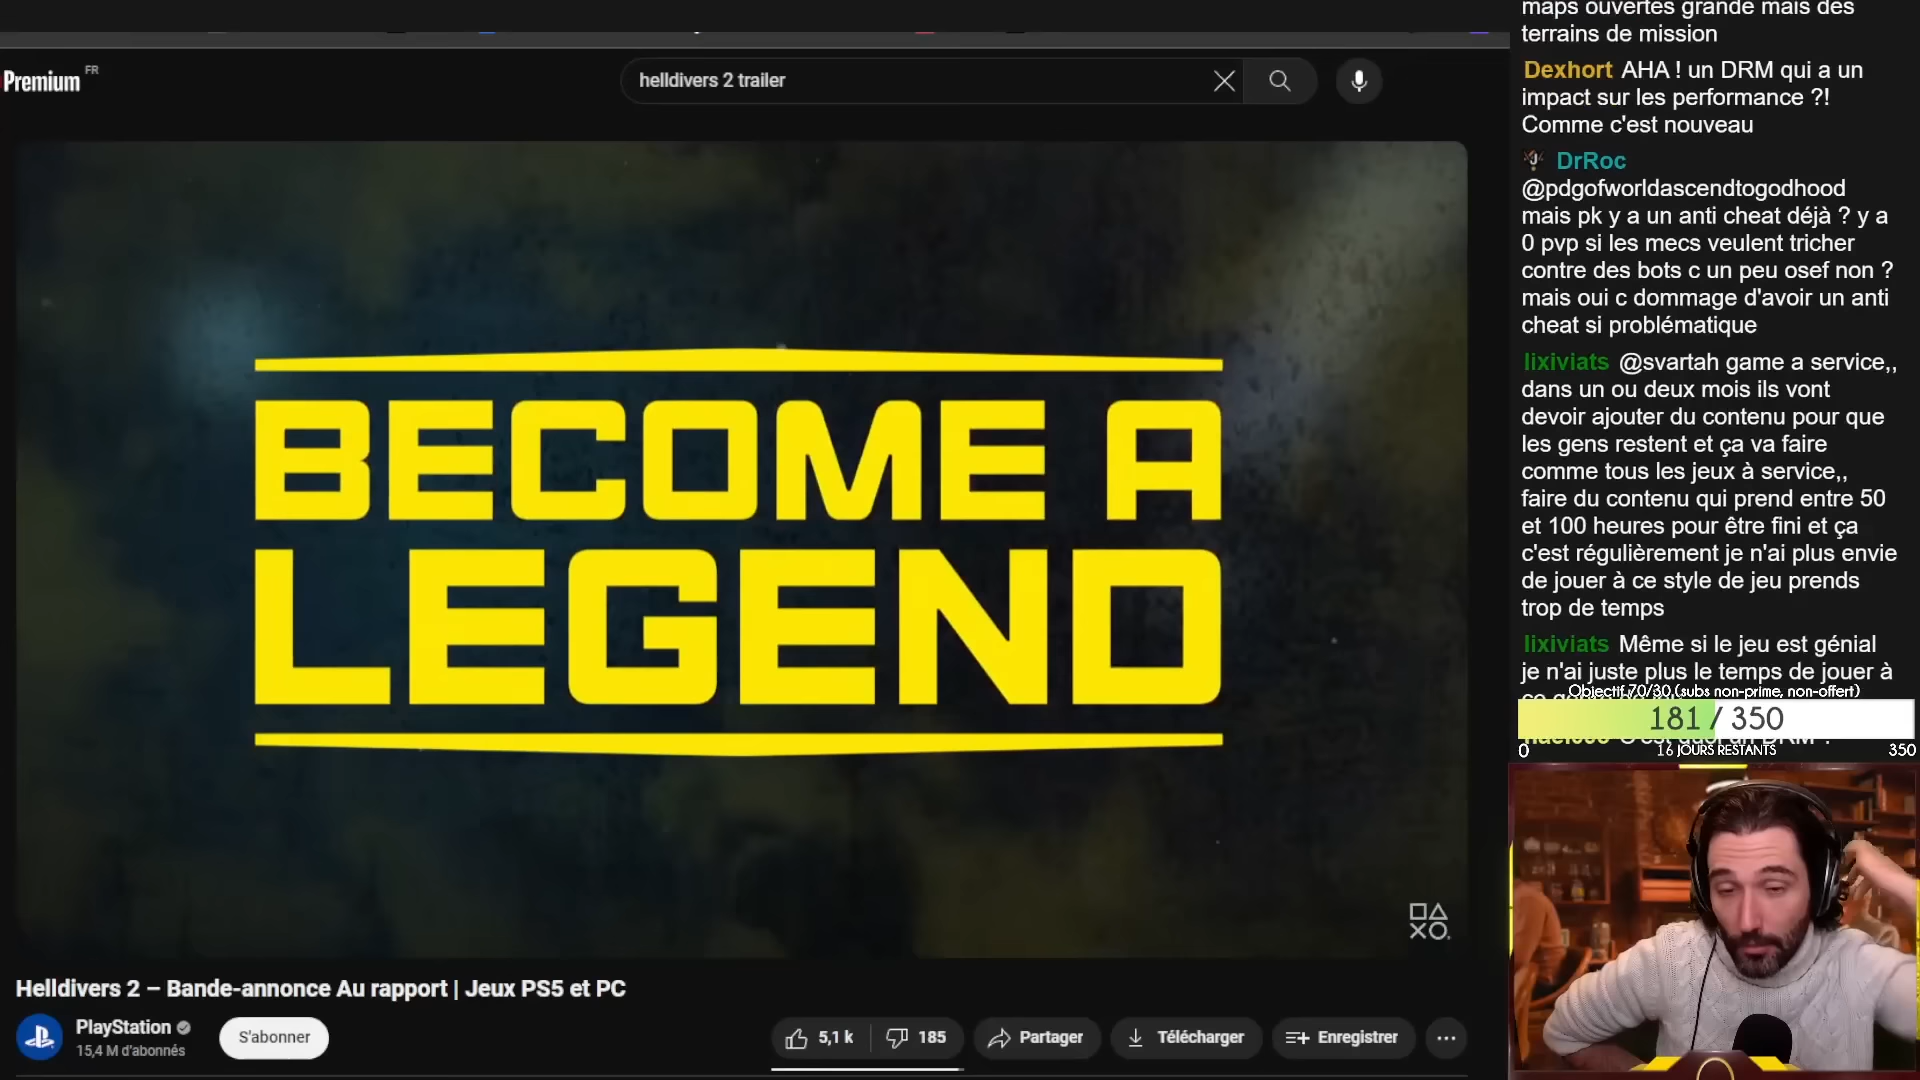 Premium FR
helldivers 2 trailer
BECOME A
LEGEND
Helldivers 2 – Bande-annonce Au rapport | Jeux PS5 et PC
PlayStation
15,4 M d'abonnés
S'abonner
5,1 k
185
Partager
Télécharger
Enregistrer
maps ouvertes grande mais des
terrains de mission
Dexhort AHA ! un DRM qui a un
impact sur les performance ?!
Comme c'est nouveau
DrRoc
@pdgofworldascendtogodhood
mais pk y a un anti cheat déjà ? y a
0 pvp si les mecs veulent tricher
contre des bots c un peu osef non ?
mais oui c dommage d'avoir un anti
cheat si problématique
lixiviats @svartah game a service,,
dans un ou deux mois ils vont
devoir ajouter du contenu pour que
les gens restent et ça va faire
comme tous les jeux à service,,
faire du contenu qui prend entre 50
et 100 heures pour être fini et ça
c'est régulièrement je n'ai plus envie
de jouer à ce style de jeu prends
trop de temps
lixiviats Même si le jeu est génial
je n'ai juste plus le temps de jouer à
Objectif 70/30 (subs non-prime, non-offert)
181 / 350
C'est quoi un DRM ?
0 16 JOURS RESTANTS 350